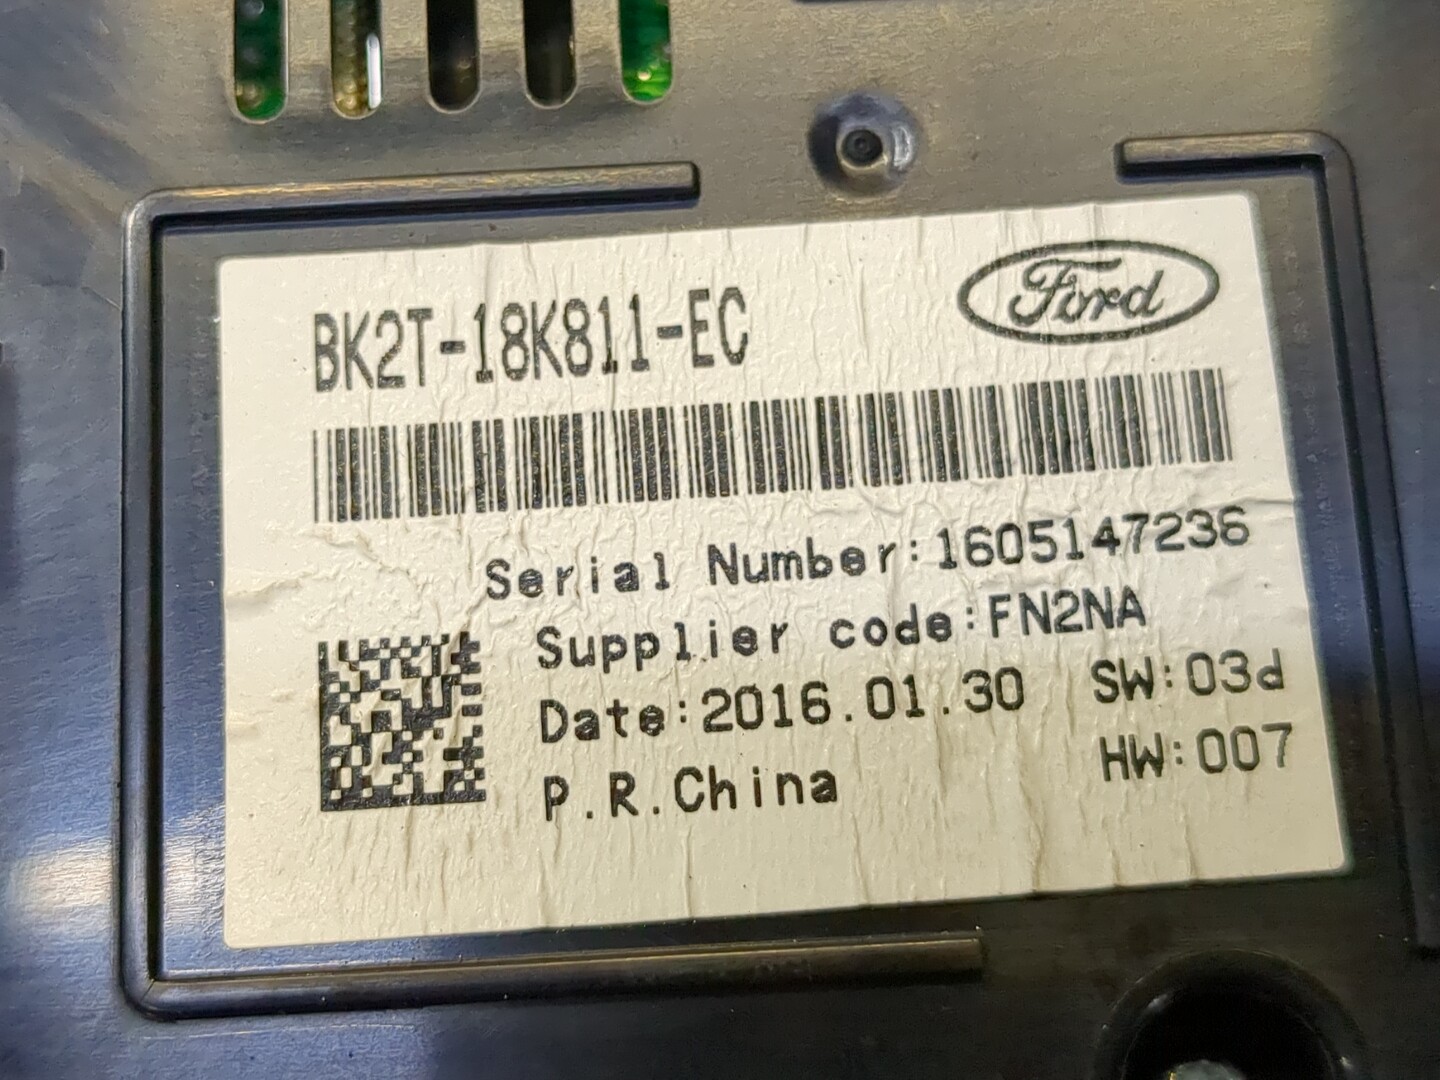 BK2T-18K811-EC
Ford
Serial Number:1605147236
Supplier code:FN2NA
Date:2016.01.30 SW:03d
P.R.China HW:007